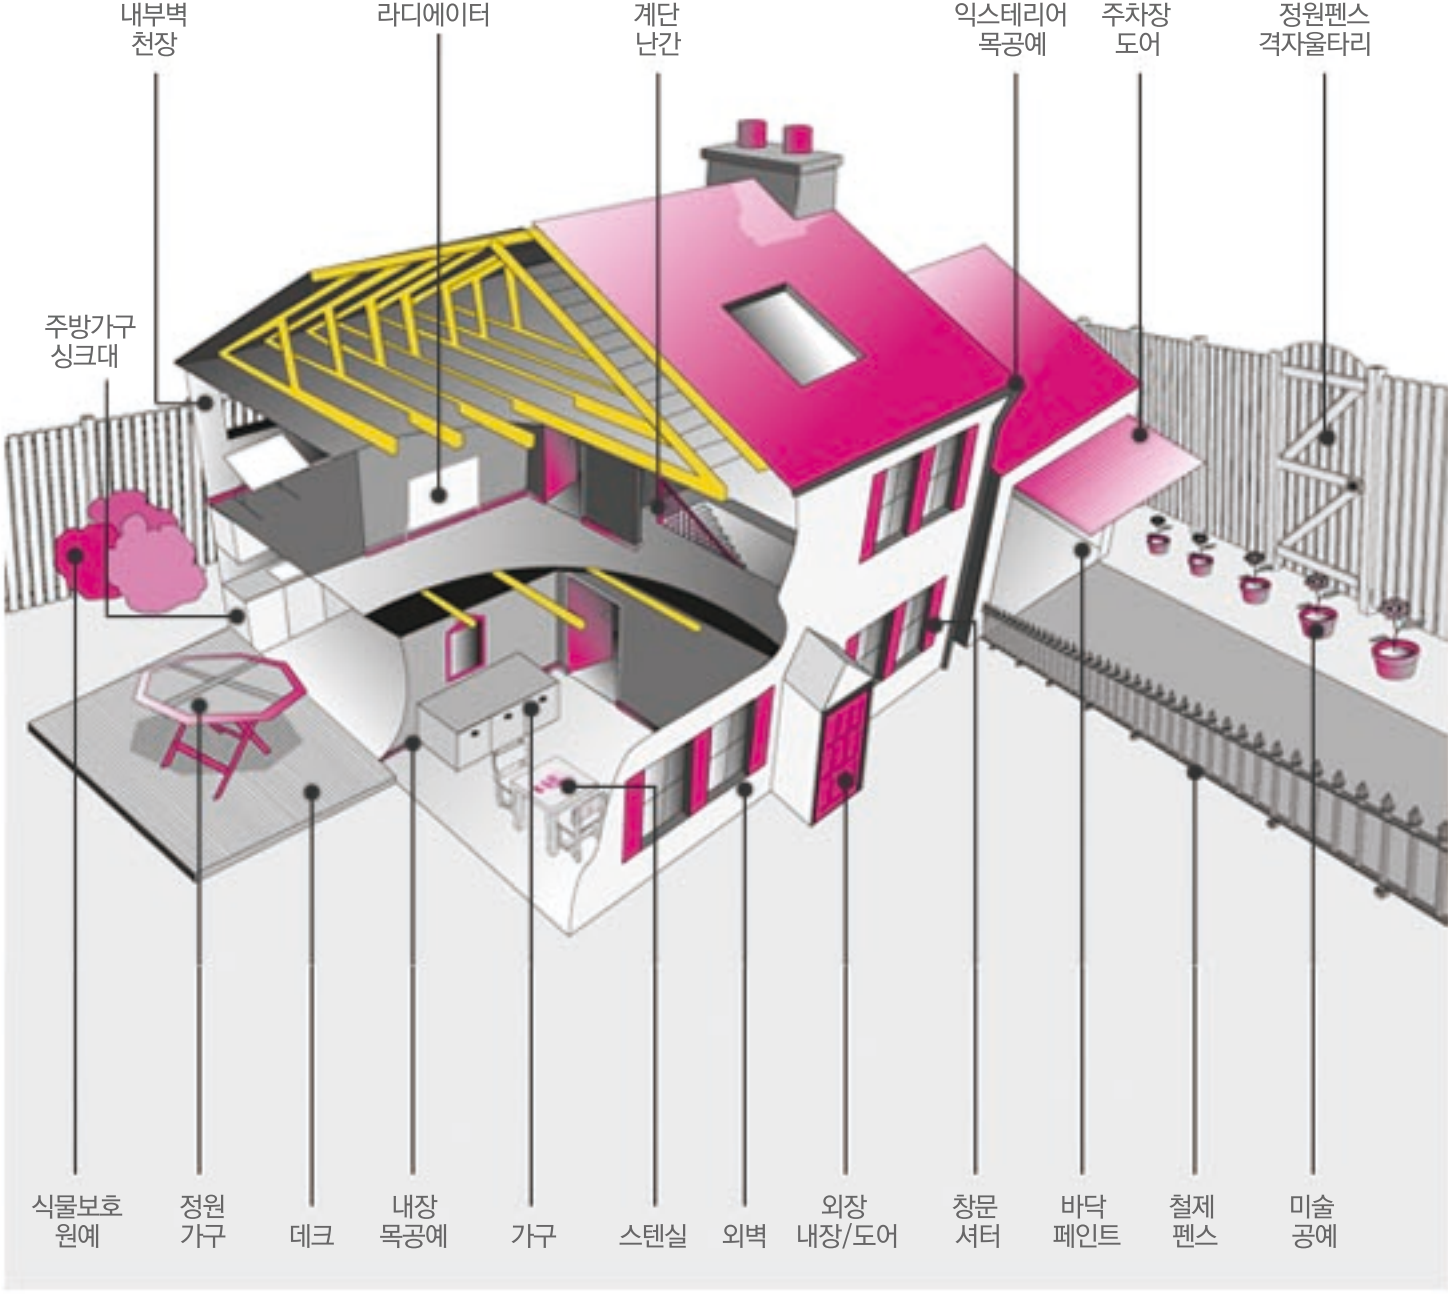 내부벽
천장
라디에이터
계단
난간
익스테리어
목공예
주차장
도어
정원펜스
격자울타리
주방가구
싱크대
식물보호
원예
정원
가구
데크
내장
목공예
가구
스텐실
외벽
외장
내장/도어
창문
셔터
바닥
페인트
철제
펜스
미술
공예